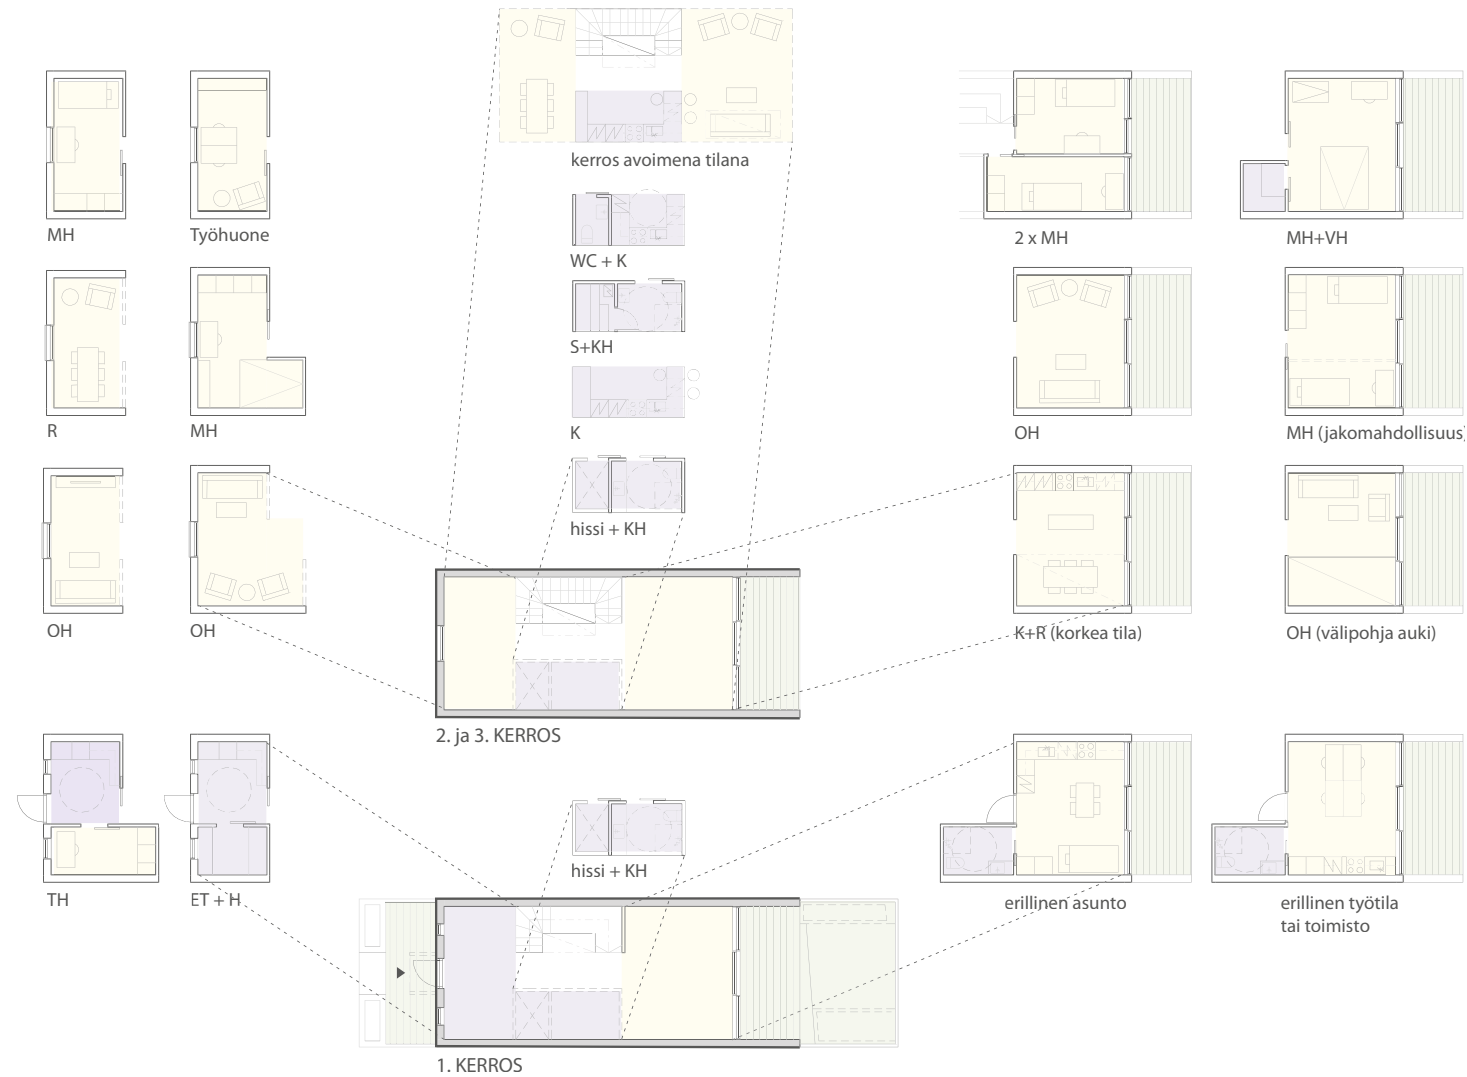 kerros avoimena tilana
MH
Työhuone
WC + K
2 x MH
MH+VH
S+KH
R
MH
K
OH
MH (jakomahdollisuus)
hissi + KH
OH
OH
K+R (korkea tila)
OH (välipohja auki)
2. ja 3. KERROS
TH
ET + H
hissi + KH
erillinen asunto
erillinen työtila
tai toimisto
1. KERROS